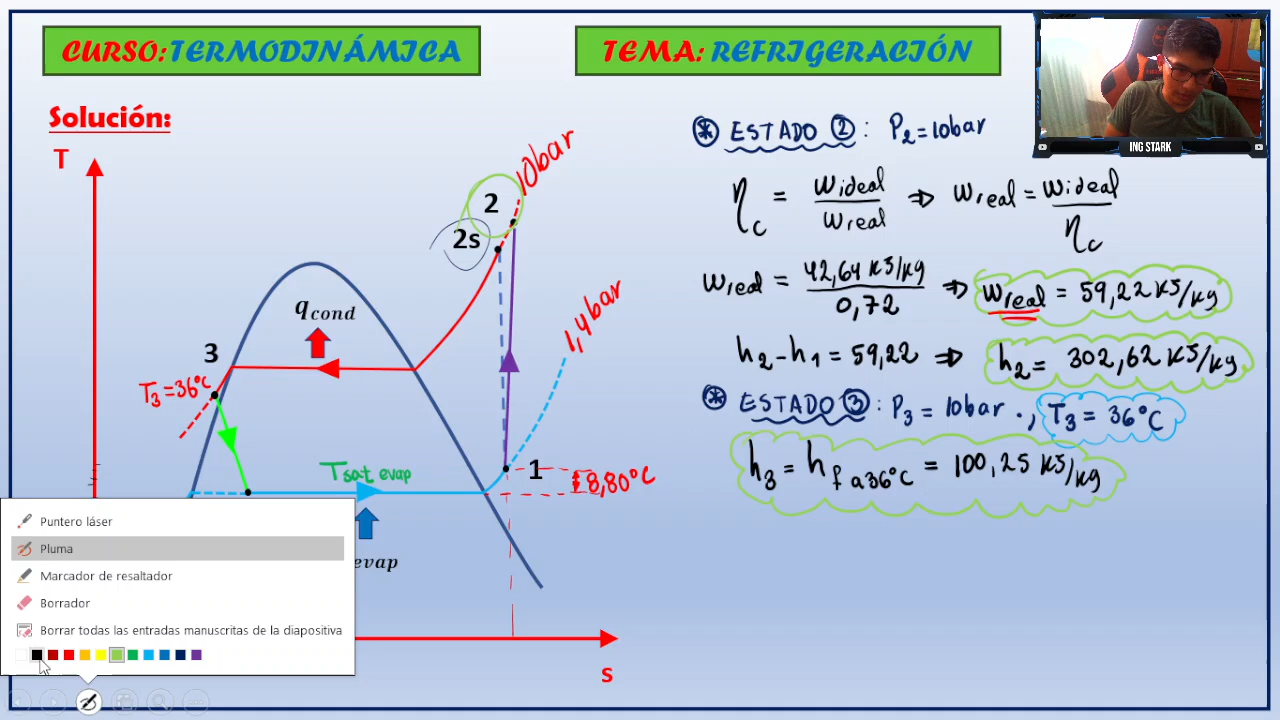 CURSO: TERMODINÁMICA
TEMA: REFRIGERACIÓN
ING STARK
Solución:
T
10bar
2
2s
1,4bar
q_cond
3
T₃=36°C
Tsat evap
1
8,80°C
evap
s
⊛ ESTADO ② : P₂=10bar
η_c = wideal/wreal ⇒ wreal = wideal/η_c
wreal = 42,64 KJ/kg / 0,72 ⇒ wreal = 59,22 KJ/kg
h₂-h₁ = 59,22 ⇒ h₂= 302,62 KJ/kg
⊛ ESTADO ③ : P₃ = 10bar ., T₃ = 36°C
h₃ = h_f a 36°C = 100,25 KJ/kg
Puntero láser
Pluma
Marcador de resaltador
Borrador
Borrar todas las entradas manuscritas de la diapositiva